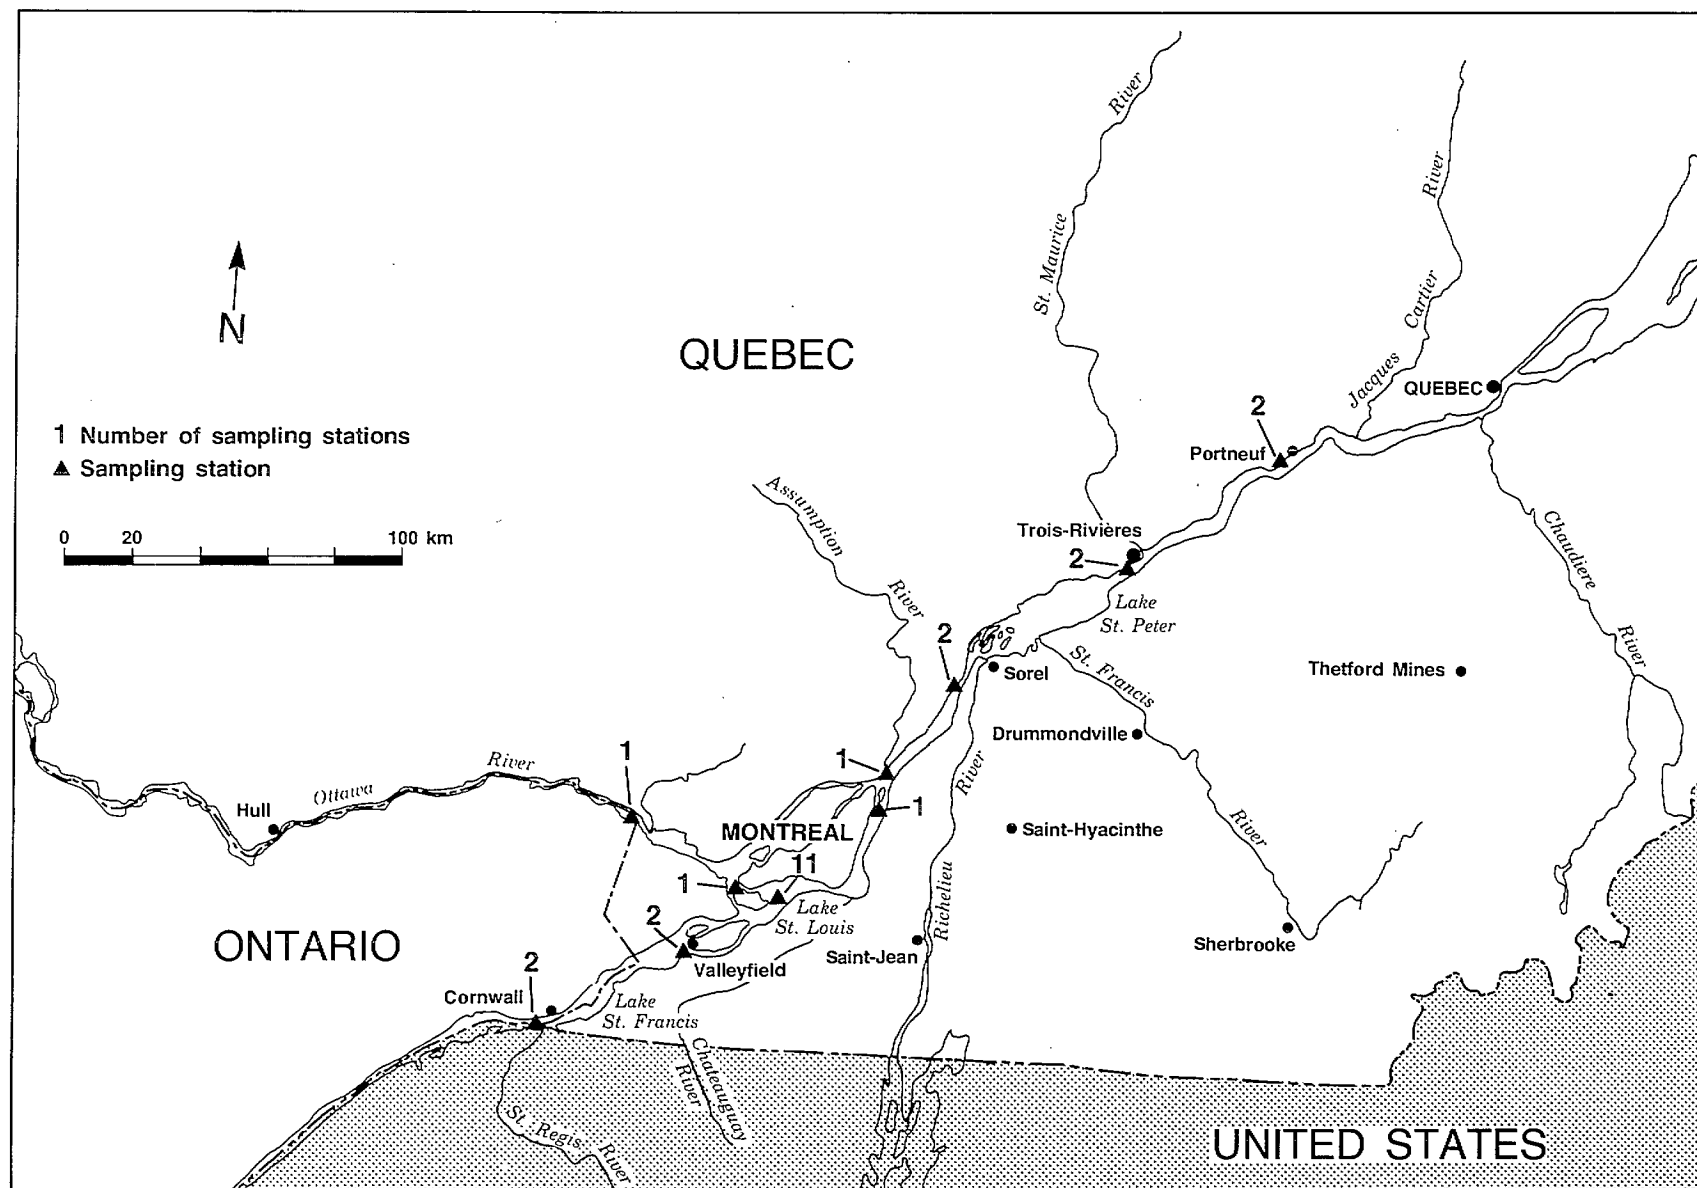 River
River
St. Maurice
Cartier
Jacques
N
QUEBEC
QUEBEC
2
Portneuf
1 Number of sampling stations
▲ Sampling station
0 20 100 km
Assumption
River
Trois-Rivières
2
Lake
St. Peter
Chaudiere
River
2
Sorel
St. Francis
Thetford Mines
Drummondville
River
1
River
Ottawa
Hull
1
1
MONTREAL
River
Saint-Hyacinthe
River
1
11
Lake
St. Louis
2
Valleyfield
Richelieu
Saint-Jean
Sherbrooke
ONTARIO
2
Cornwall
Lake
St. Francis
Chateauguay
River
St. Regis
River
UNITED STATES